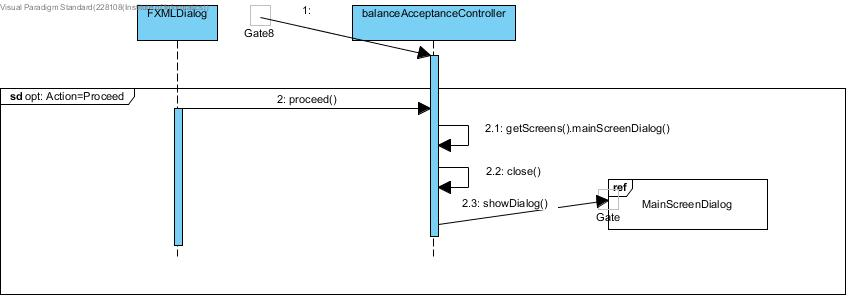 Visual Paradigm Standard(228108(Institute
FXMLDialog
1:
balanceAcceptanceController
Gate8
sd opt: Action=Proceed
2: proceed()
2.1: getScreens().mainScreenDialog()
2.2: close()
ref
2.3: showDialog()
MainScreenDialog
Gate